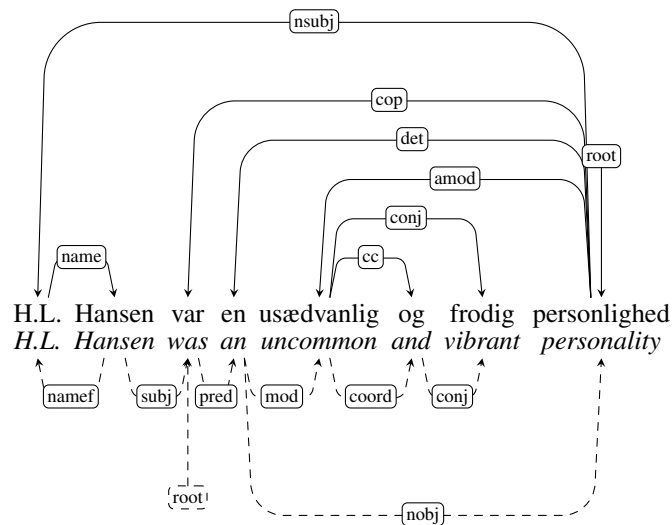 nsubj
cop
det
root
amod
conj
name
cc
H.L. Hansen var en usædvanlig og frodig personlighed
H.L. Hansen was an uncommon and vibrant personality
namef subj pred mod coord conj
root
nobj